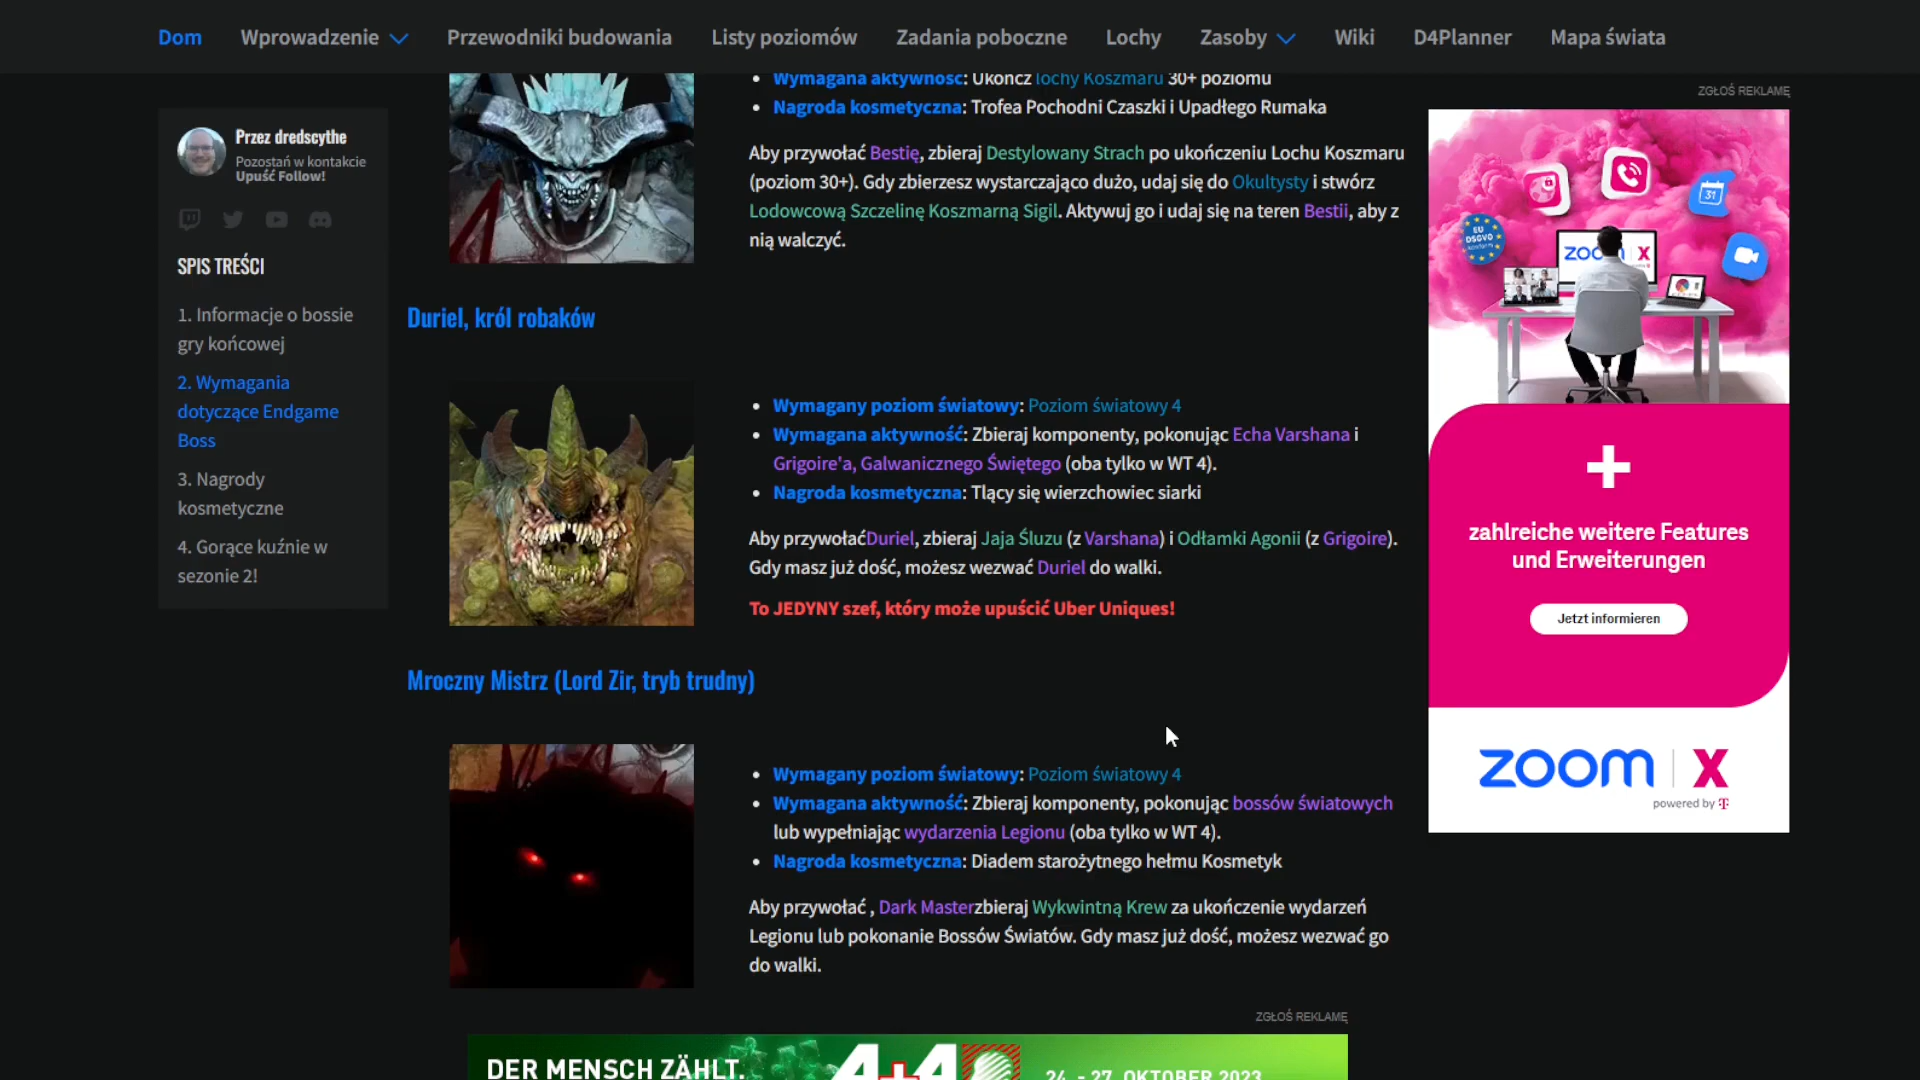 Dom Wprowadzenie Przewodniki budowania Listy poziomów Zadania poboczne Lochy Zasoby Wiki D4Planner Mapa świata
Przez dredscythe
Pozostań w kontakcie
Upuść Follow!
SPIS TREŚCI
1. Informacje o bossie
gry końcowej
2. Wymagania
dotyczące Endgame
Boss
3. Nagrody
kosmetyczne
4. Gorące kuźnie w
sezonie 2!
Wymagana aktywność: Ukończ lochy Koszmaru 30+ poziomu
Nagroda kosmetyczna: Trofea Pochodni Czaszki i Upadłego Rumaka
Aby przywołać Bestię, zbieraj Destylowany Strach po ukończeniu Lochu Koszmaru
(poziom 30+). Gdy zbierzesz wystarczająco dużo, udaj się do Okultysty i stwórz
Lodowcową Szczelinę Koszmarną Sigil. Aktywuj go i udaj się na teren Bestii, aby z
nią walczyć.
Duriel, król robaków
Wymagany poziom światowy: Poziom światowy 4
Wymagana aktywność: Zbieraj komponenty, pokonując Echa Varshana i
Grigoire'a, Galwanicznego Świętego (oba tylko w WT 4).
Nagroda kosmetyczna: Tlący się wierzchowiec siarki
Aby przywołaćDuriel, zbieraj Jaja Śluzu (z Varshana) i Odłamki Agonii (z Grigoire).
Gdy masz już dość, możesz wezwać Duriel do walki.
To JEDYNY szef, który może upuścić Uber Uniques!
Mroczny Mistrz (Lord Zir, tryb trudny)
Wymagany poziom światowy: Poziom światowy 4
Wymagana aktywność: Zbieraj komponenty, pokonując bossów światowych
lub wypełniając wydarzenia Legionu (oba tylko w WT 4).
Nagroda kosmetyczna: Diadem starożytnego hełmu Kosmetyk
Aby przywołać , Dark Masterzbieraj Wykwintną Krew za ukończenie wydarzeń
Legionu lub pokonanie Bossów Światów. Gdy masz już dość, możesz wezwać go
do walki.
ZGŁOŚ REKLAMĘ
DER MENSCH ZÄHLT.
4+4
24. - 27. OKTOBER 2023
ZGŁOŚ REKLAMĘ
31
EU
DSGVO
zoom X
+
zahlreiche weitere Features
und Erweiterungen
Jetzt informieren
zoom X
powered by T